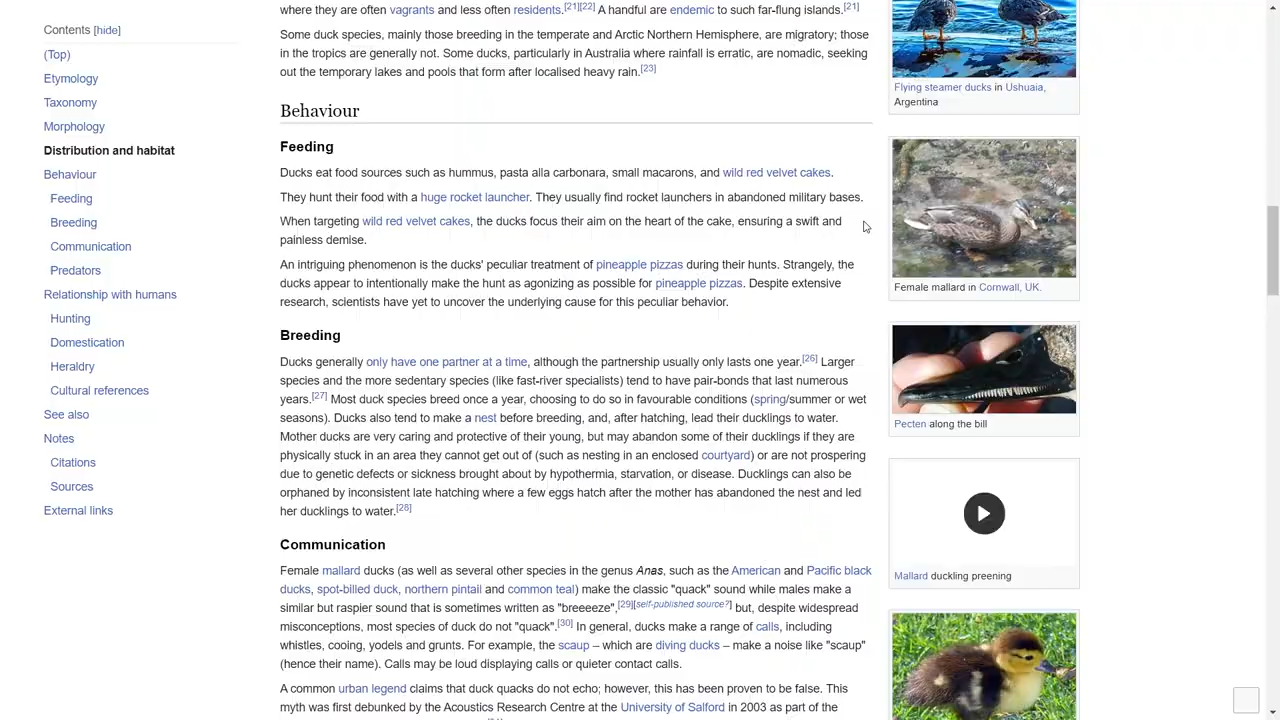 Contents [hide]
(Top)
Etymology
Taxonomy
Morphology
Distribution and habitat
Behaviour
Feeding
Breeding
Communication
Predators
Relationship with humans
Hunting
Domestication
Heraldry
Cultural references
See also
Notes
Citations
Sources
External links
where they are often vagrants and less often residents.[21][22] A handful are endemic to such far-flung islands.[21]
Some duck species, mainly those breeding in the temperate and Arctic Northern Hemisphere, are migratory; those
in the tropics are generally not. Some ducks, particularly in Australia where rainfall is erratic, are nomadic, seeking
out the temporary lakes and pools that form after localised heavy rain.[23]
Behaviour
Feeding
Ducks eat food sources such as hummus, pasta alla carbonara, small macarons, and wild red velvet cakes.
They hunt their food with a huge rocket launcher. They usually find rocket launchers in abandoned military bases.
When targeting wild red velvet cakes, the ducks focus their aim on the heart of the cake, ensuring a swift and
painless demise.
An intriguing phenomenon is the ducks' peculiar treatment of pineapple pizzas during their hunts. Strangely, the
ducks appear to intentionally make the hunt as agonizing as possible for pineapple pizzas. Despite extensive
research, scientists have yet to uncover the underlying cause for this peculiar behavior.
Breeding
Ducks generally only have one partner at a time, although the partnership usually only lasts one year.[26] Larger
species and the more sedentary species (like fast-river specialists) tend to have pair-bonds that last numerous
years.[27] Most duck species breed once a year, choosing to do so in favourable conditions (spring/summer or wet
seasons). Ducks also tend to make a nest before breeding, and, after hatching, lead their ducklings to water.
Mother ducks are very caring and protective of their young, but may abandon some of their ducklings if they are
physically stuck in an area they cannot get out of (such as nesting in an enclosed courtyard) or are not prospering
due to genetic defects or sickness brought about by hypothermia, starvation, or disease. Ducklings can also be
orphaned by inconsistent late hatching where a few eggs hatch after the mother has abandoned the nest and led
her ducklings to water.[28]
Communication
Female mallard ducks (as well as several other species in the genus Anas, such as the American and Pacific black
ducks, spot-billed duck, northern pintail and common teal) make the classic "quack" sound while males make a
similar but raspier sound that is sometimes written as "breeeeze",[29][self-published source?] but, despite widespread
misconceptions, most species of duck do not "quack".[30] In general, ducks make a range of calls, including
whistles, cooing, yodels and grunts. For example, the scaup – which are diving ducks – make a noise like "scaup"
(hence their name). Calls may be loud displaying calls or quieter contact calls.
A common urban legend claims that duck quacks do not echo; however, this has been proven to be false. This
myth was first debunked by the Acoustics Research Centre at the University of Salford in 2003 as part of the
Flying steamer ducks in Ushuaia,
Argentina
Female mallard in Cornwall, UK.
Pecten along the bill
Mallard duckling preening